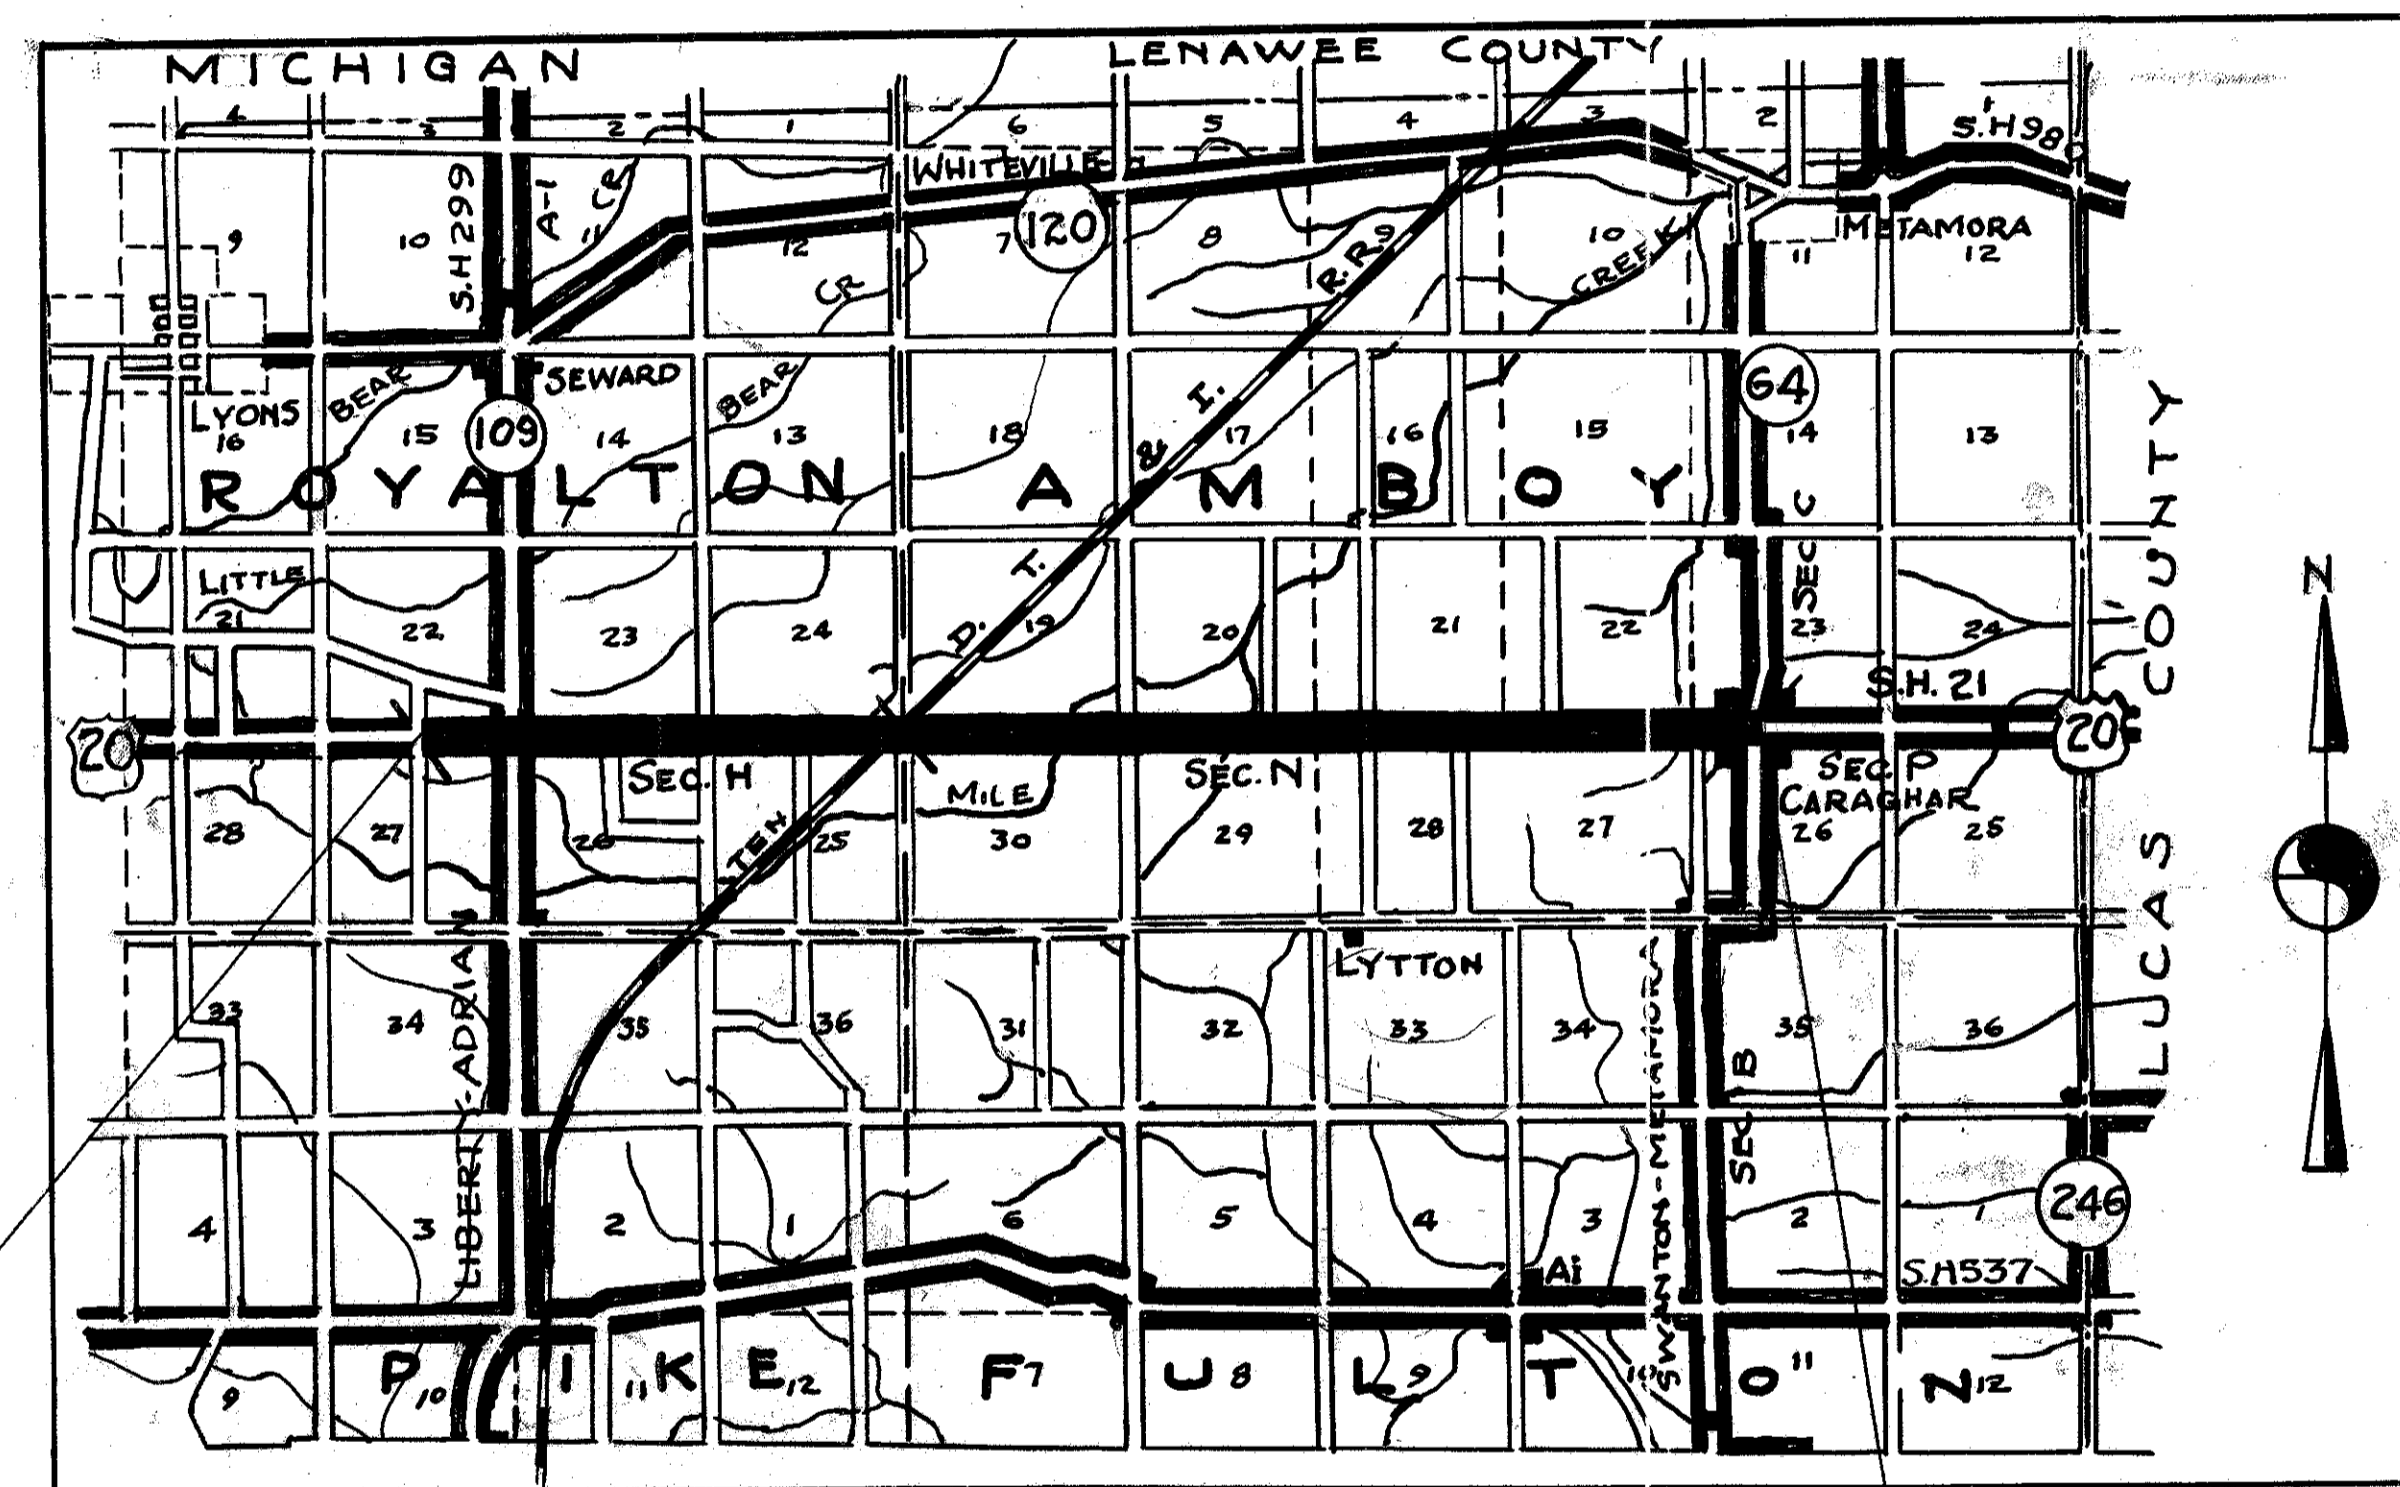 MICHIGAN
LENAWEE COUNTY
4 3 2 1 6 5 4 3 2 1
S.H 98
WHITEVILLE
S.H 299
A-1
CR
120
METAMORA
9 10 11 12 7 8 9 10 11 12
CR
R.R.
CREEK
LYONS
BEAR
SEWARD
BEAR
I.
64
16 15 109 14 13 18 17 16 15 14 13
&
ROYALTON AMBOY
SEC C
SEC
LITTLE
T.
D.
21 22 23 24 19 20 21 22 23 24
S.H. 21
20
20
SEC. H
MILE
SEC. N
SEC. P
CARAGHAR
TEN
28 27 26 25 30 29 28 27 26 25
LYTTON
33 34 35 36 31 32 33 34 35 36
LIBERTY-ADRIAN
SWANTON-METAMORA
SEC B
4 3 2 1 6 5 4 3 2 1
246
Ai
S.H 537
PIKE FULTON
9 10 11 12 7 8 9 10 11 12
LUCAS COUNTY
N